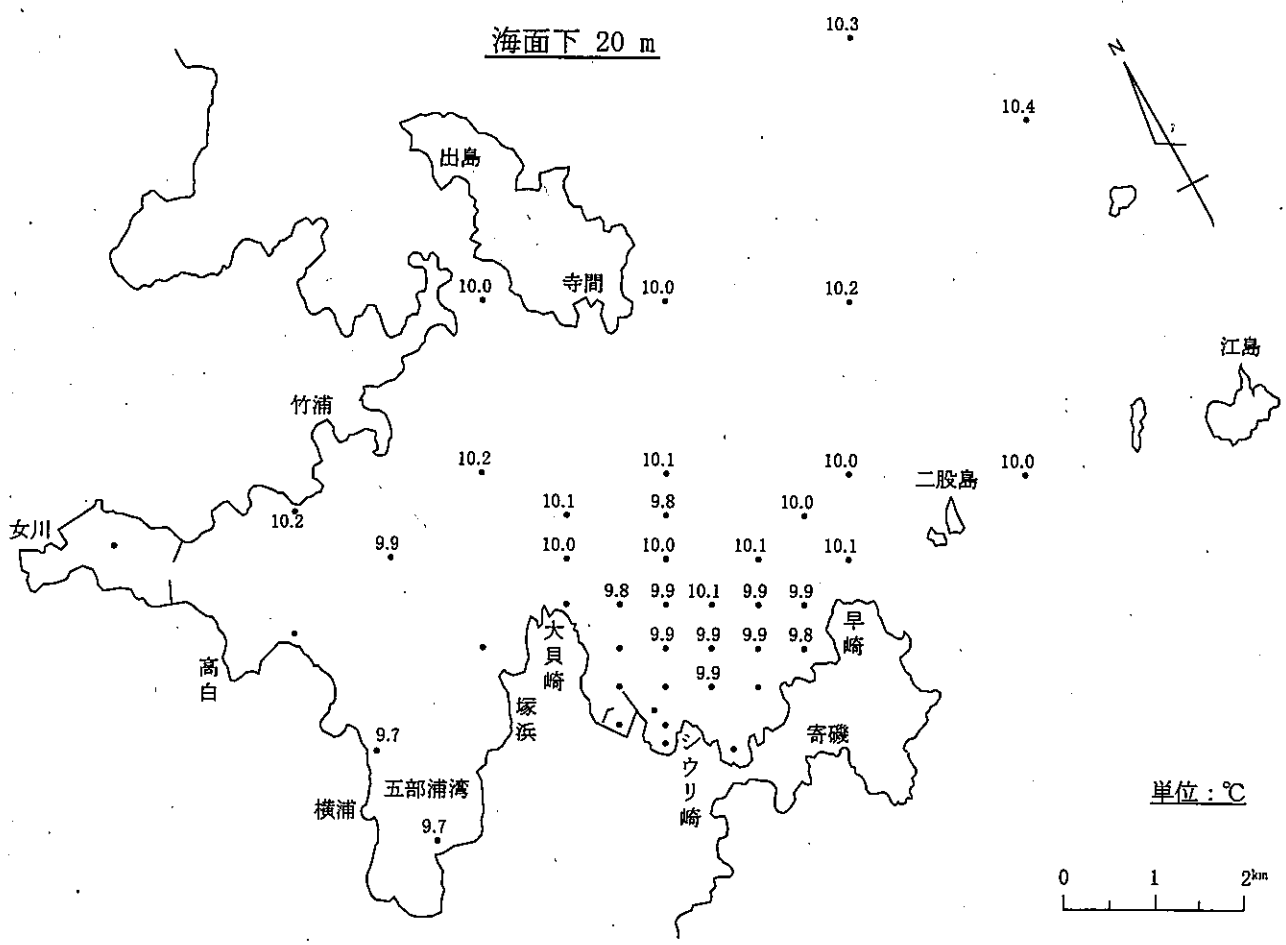 海面下 20 m
10.3
N
10.4
出島
寺間
10.0
10.0
10.2
江島
竹浦
10.2
10.1
10.0
10.0
二股島
10.2
10.1
9.8
10.0
女川
9.9
10.0
10.0
10.1
10.1
9.8
9.9
10.1
9.9
9.9
大貝崎
早崎
9.9
9.9
9.9
9.8
高白
9.9
塚浜
寄磯
9.7
シウリ崎
五部浦湾
横浦
単位:℃
9.7
0 1 2km